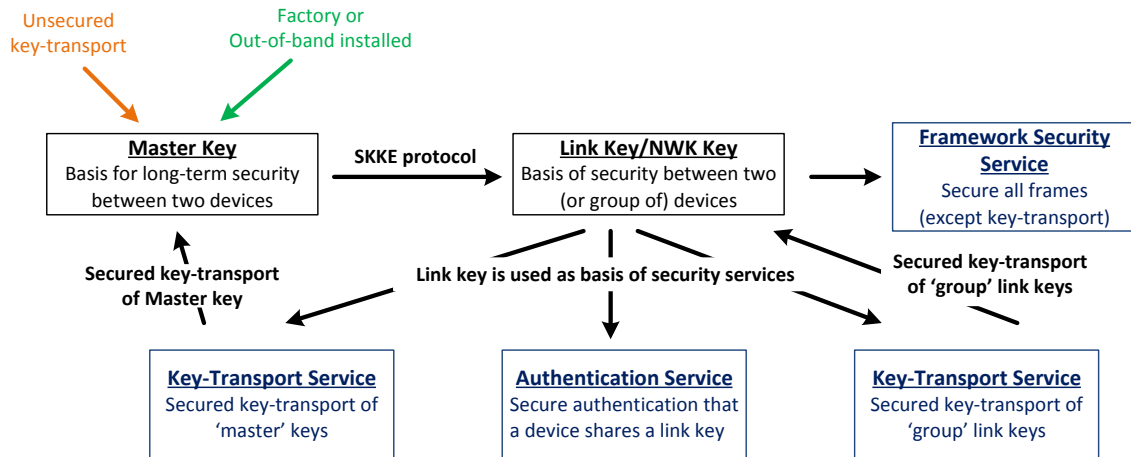 Unsecured
key-transport
Factory or
Out-of-band installed
Master Key
Basis for long-term security
between two devices
SKKE protocol
Link Key/NWK Key
Basis of security between two
(or group of) devices
Framework Security
Service
Secure all frames
(except key-transport)
Secured key-transport
of Master key
Link key is used as basis of security services
Secured key-transport
of ‘group’ link keys
Key-Transport Service
Secured key-transport of
‘master’ keys
Authentication Service
Secure authentication that
a device shares a link key
Key-Transport Service
Secured key-transport of
‘group’ link keys